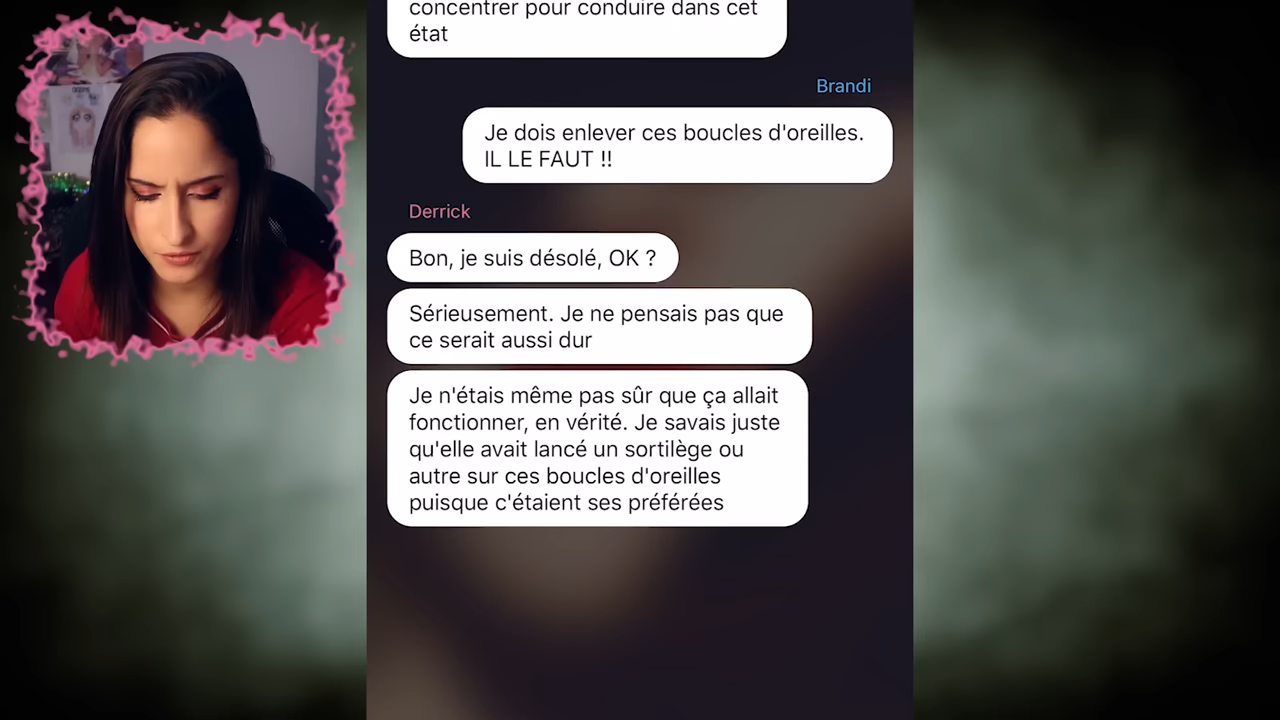 concentrer pour conduire dans cet
état
Brandi
Je dois enlever ces boucles d'oreilles.
IL LE FAUT !!
Derrick
Bon, je suis désolé, OK ?
Sérieusement. Je ne pensais pas que
ce serait aussi dur
Je n'étais même pas sûr que ça allait
fonctionner, en vérité. Je savais juste
qu'elle avait lancé un sortilège ou
autre sur ces boucles d'oreilles
puisque c'étaient ses préférées